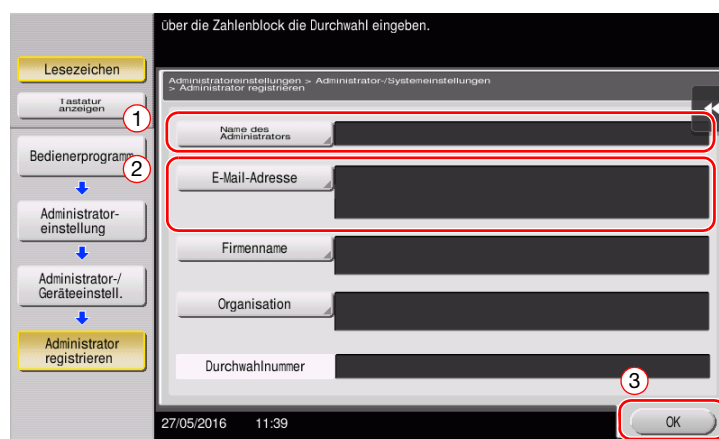 über die Zahlenblock die Durchwahl eingeben.
Lesezeichen
Tastatur
anzeigen
1
Bedienerprogramm
2
Administrator-
einstellung
Administrator-/
Geräteeinstell.
Administrator
registrieren
Administratoreinstellungen > Administrator-/Systemeinstellungen
> Administrator registrieren
Name des
Administrators
E-Mail-Adresse
Firmenname
Organisation
Durchwahlnummer
3
27/05/2016 11:39
OK